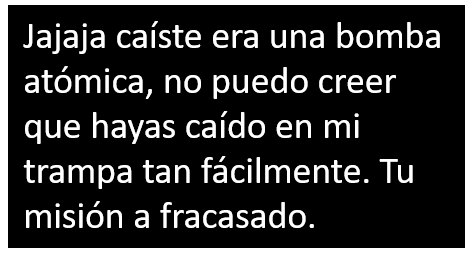 Jajaja caíste era una bomba
atómica, no puedo creer
que hayas caído en mi
trampa tan fácilmente. Tu
misión a fracasado.